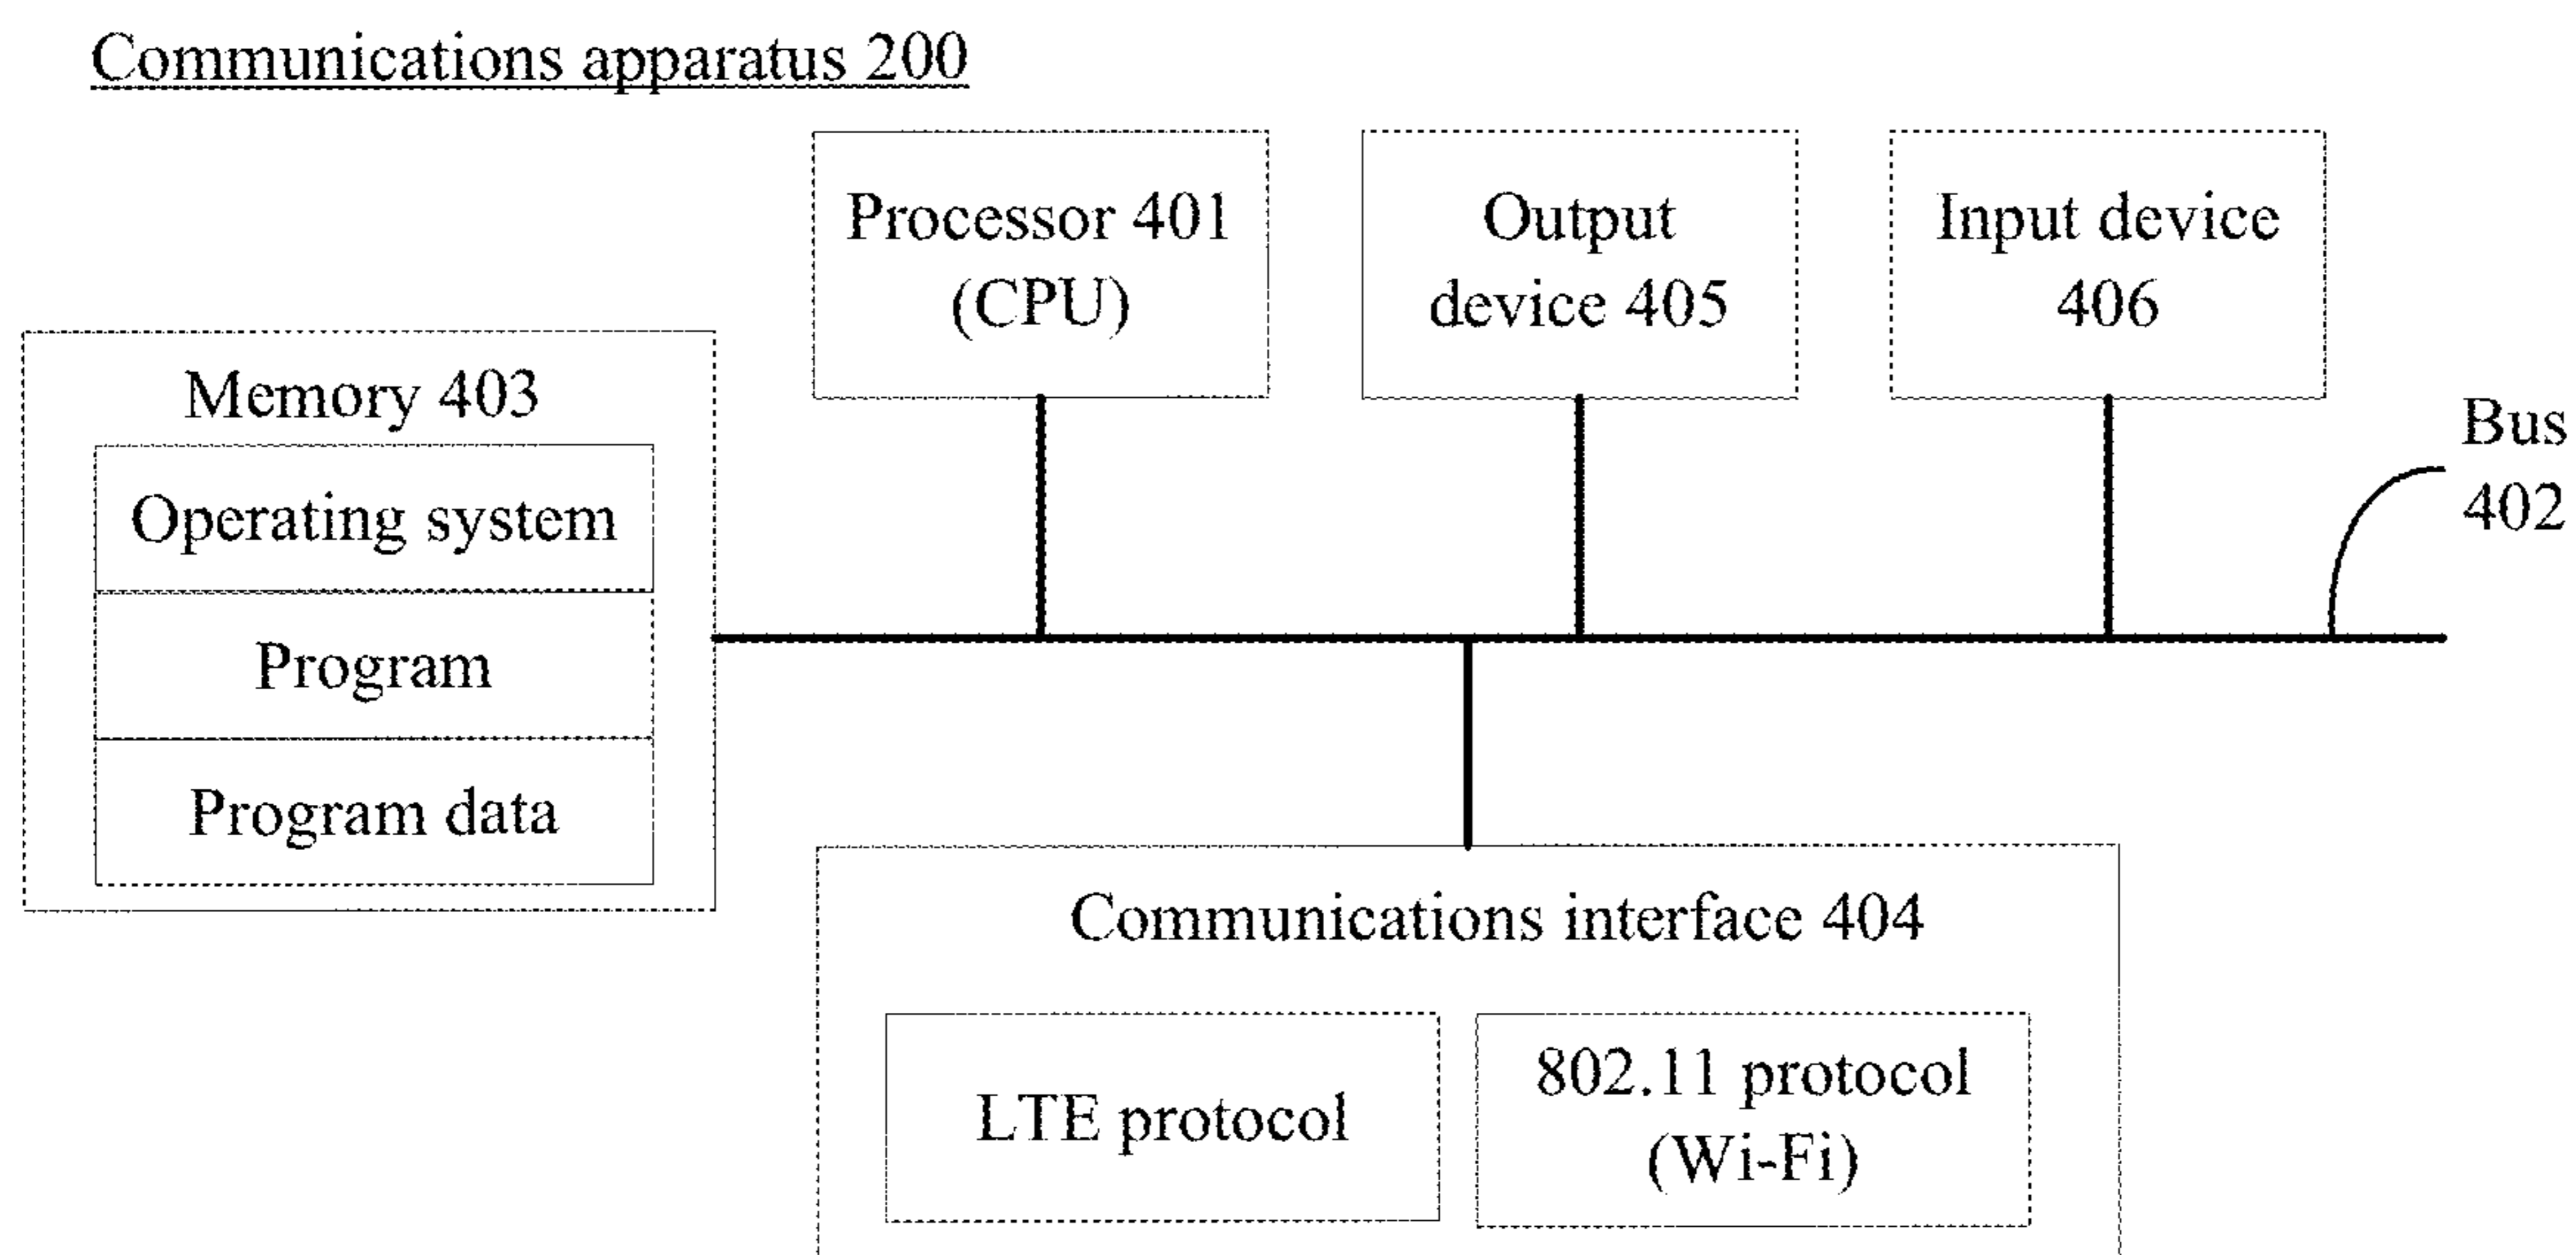 Communications apparatus 200
Processor 401
(CPU)
Output
device 405
Input device
406
Bus
402
Memory 403
Operating system
Program
Program data
Communications interface 404
LTE protocol
802.11 protocol
(Wi-Fi)